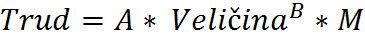 Trud = A * Veličina^B * M